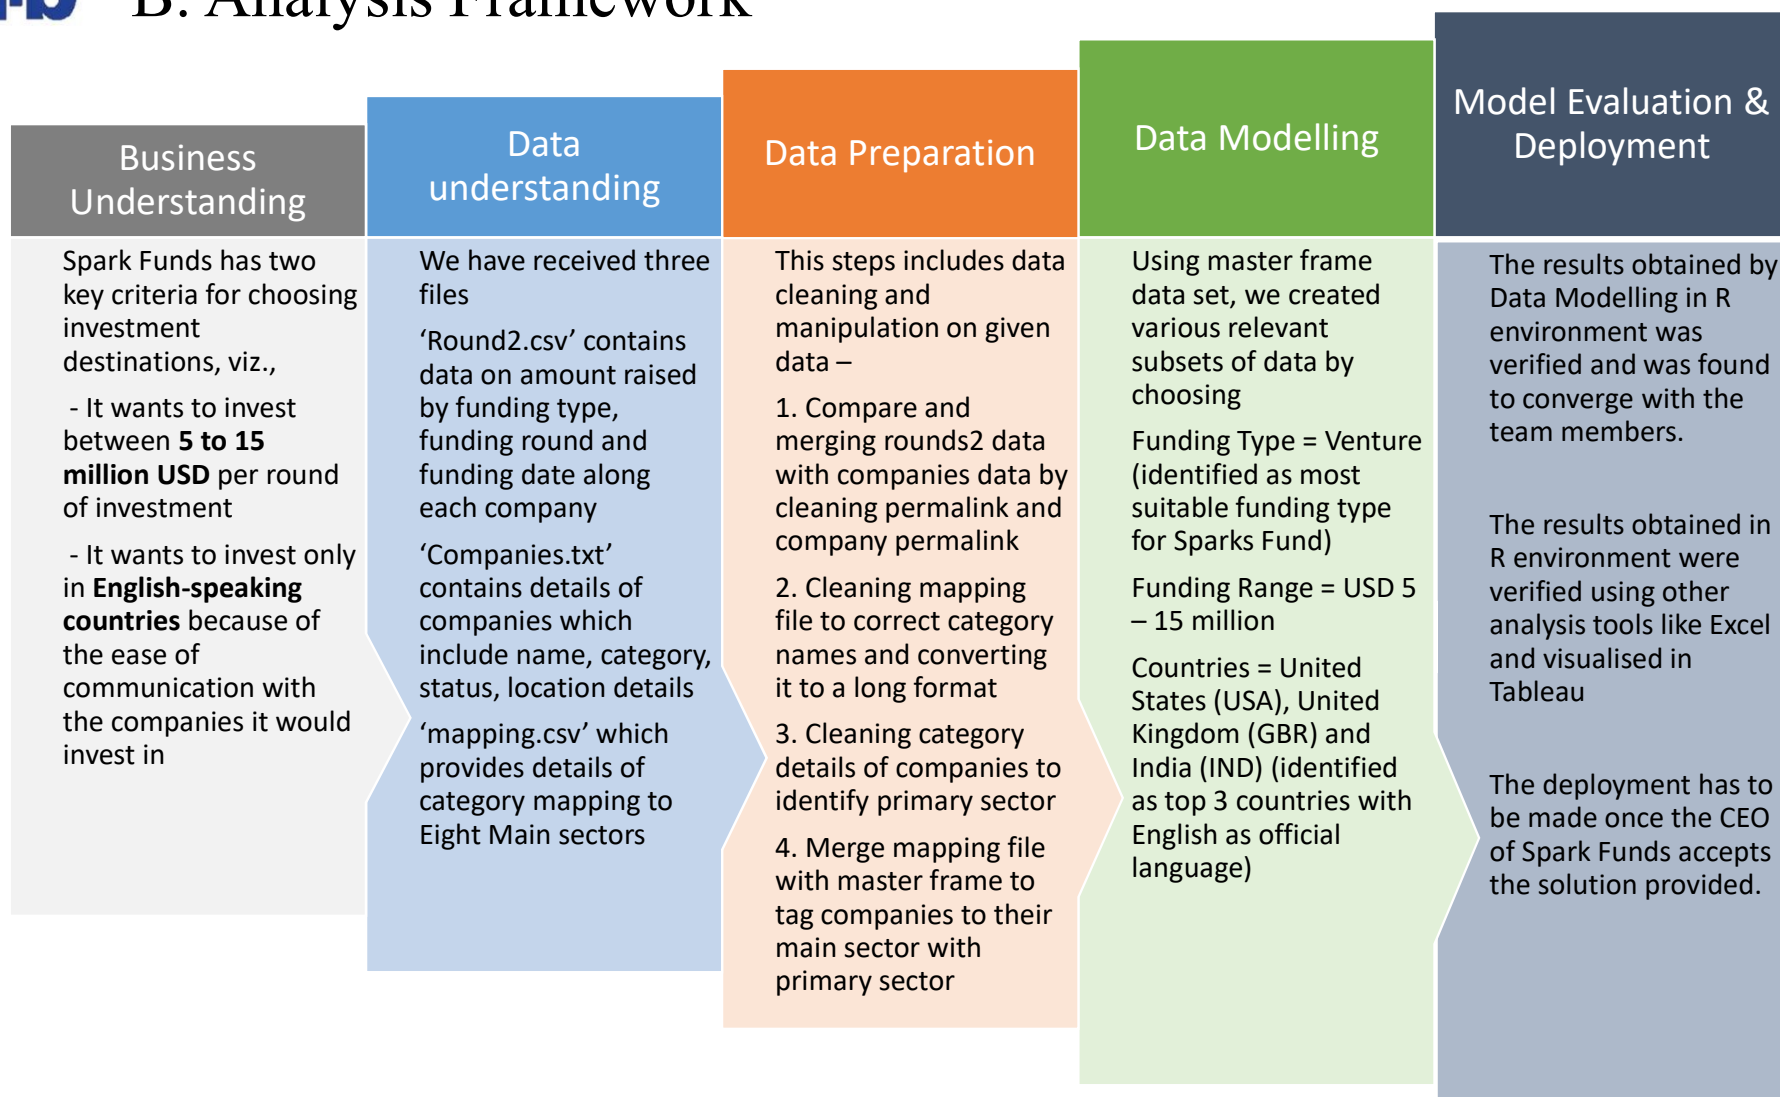 B. Analysis Framework
Business
Understanding
Spark Funds has two
key criteria for choosing
investment
destinations, viz.,
- It wants to invest
between 5 to 15
million USD per round
of investment
- It wants to invest only
in English-speaking
countries because of
the ease of
communication with
the companies it would
invest in
Data
understanding
We have received three
files
‘Round2.csv’ contains
data on amount raised
by funding type,
funding round and
funding date along
each company
‘Companies.txt’
contains details of
companies which
include name, category,
status, location details
‘mapping.csv’ which
provides details of
category mapping to
Eight Main sectors
Data Preparation
This steps includes data
cleaning and
manipulation on given
data –
1. Compare and
merging rounds2 data
with companies data by
cleaning permalink and
company permalink
2. Cleaning mapping
file to correct category
names and converting
it to a long format
3. Cleaning category
details of companies to
identify primary sector
4. Merge mapping file
with master frame to
tag companies to their
main sector with
primary sector
Data Modelling
Using master frame
data set, we created
various relevant
subsets of data by
choosing
Funding Type = Venture
(identified as most
suitable funding type
for Sparks Fund)
Funding Range = USD 5
– 15 million
Countries = United
States (USA), United
Kingdom (GBR) and
India (IND) (identified
as top 3 countries with
English as official
language)
Model Evaluation &
Deployment
The results obtained by
Data Modelling in R
environment was
verified and was found
to converge with the
team members.
The results obtained in
R environment were
verified using other
analysis tools like Excel
and visualised in
Tableau
The deployment has to
be made once the CEO
of Spark Funds accepts
the solution provided.